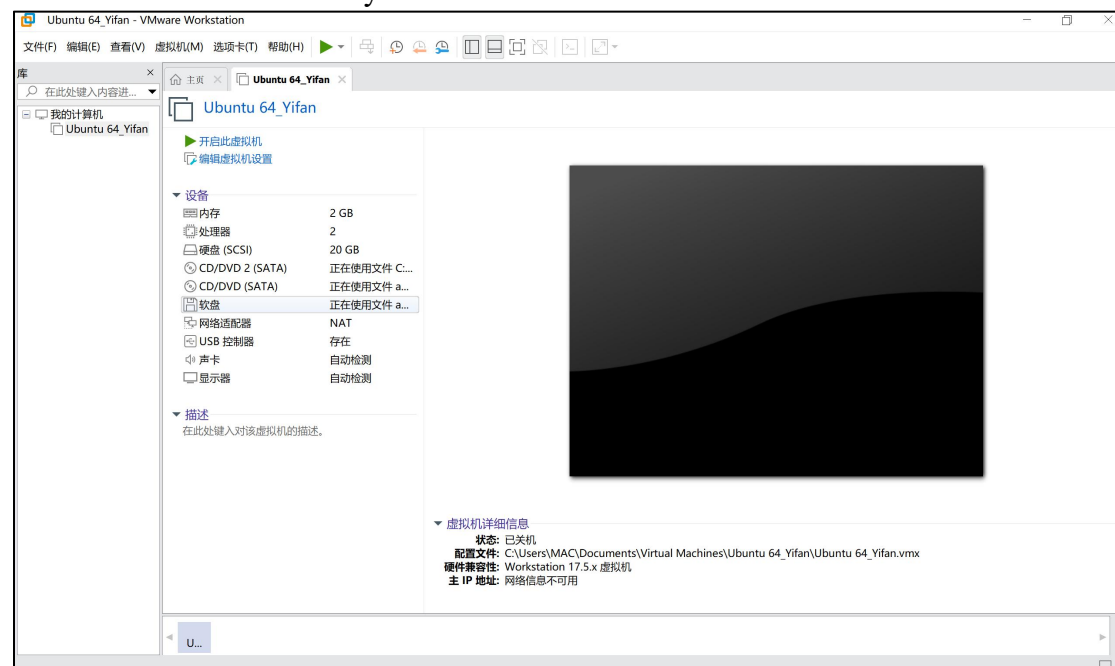 Ubuntu 64_Yifan - VMware Workstation
文件(F) 编辑(E) 查看(V) 虚拟机(M) 选项卡(T) 帮助(H)
库
在此处键入内容进...
我的计算机
Ubuntu 64_Yifan
主页
Ubuntu 64_Yifan
Ubuntu 64_Yifan
开启此虚拟机
编辑虚拟机设置
设备
内存 2 GB
处理器 2
硬盘 (SCSI) 20 GB
CD/DVD 2 (SATA) 正在使用文件 C:...
CD/DVD (SATA) 正在使用文件 a...
软盘 正在使用文件 a...
网络适配器 NAT
USB 控制器 存在
声卡 自动检测
显示器 自动检测
描述
在此处键入对该虚拟机的描述。
虚拟机详细信息
状态: 已关机
配置文件: C:\Users\MAC\Documents\Virtual Machines\Ubuntu 64_Yifan\Ubuntu 64_Yifan.vmx
硬件兼容性: Workstation 17.5.x 虚拟机
主 IP 地址: 网络信息不可用
U...